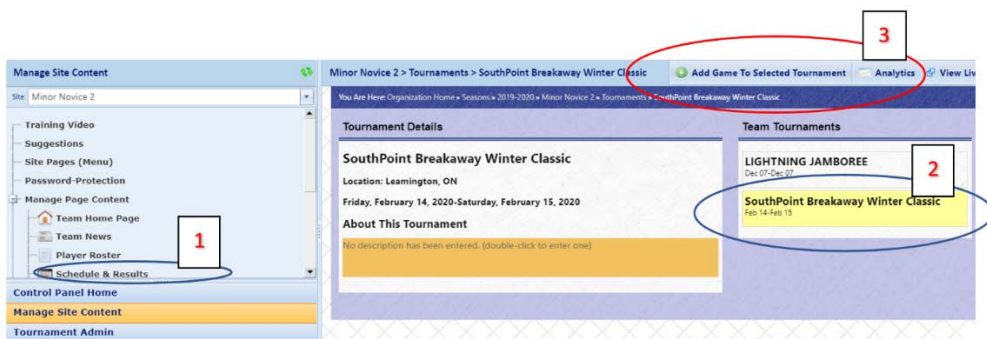 3
Manage Site Content
Minor Novice 2 > Tournaments > SouthPoint Breakaway Winter Classic
Add Game To Selected Tournament
Analytics
View Liv
Site: Minor Novice 2
You Are Here: Organization Home » Seasons » 2019-2020 » Minor Novice 2 » Tournaments » SouthPoint Breakaway Winter Classic
Training Video
Suggestions
Site Pages (Menu)
Password-Protection
Manage Page Content
Team Home Page
Team News
Player Roster
Schedule & Results
1
Control Panel Home
Manage Site Content
Tournament Admin
Tournament Details
SouthPoint Breakaway Winter Classic
Location: Leamington, ON
Friday, February 14, 2020-Saturday, February 15, 2020
About This Tournament
No description has been entered. (double-click to enter one)
Team Tournaments
LIGHTNING JAMBOREE
Dec 07-Dec 07
2
SouthPoint Breakaway Winter Classic
Feb 14-Feb 15